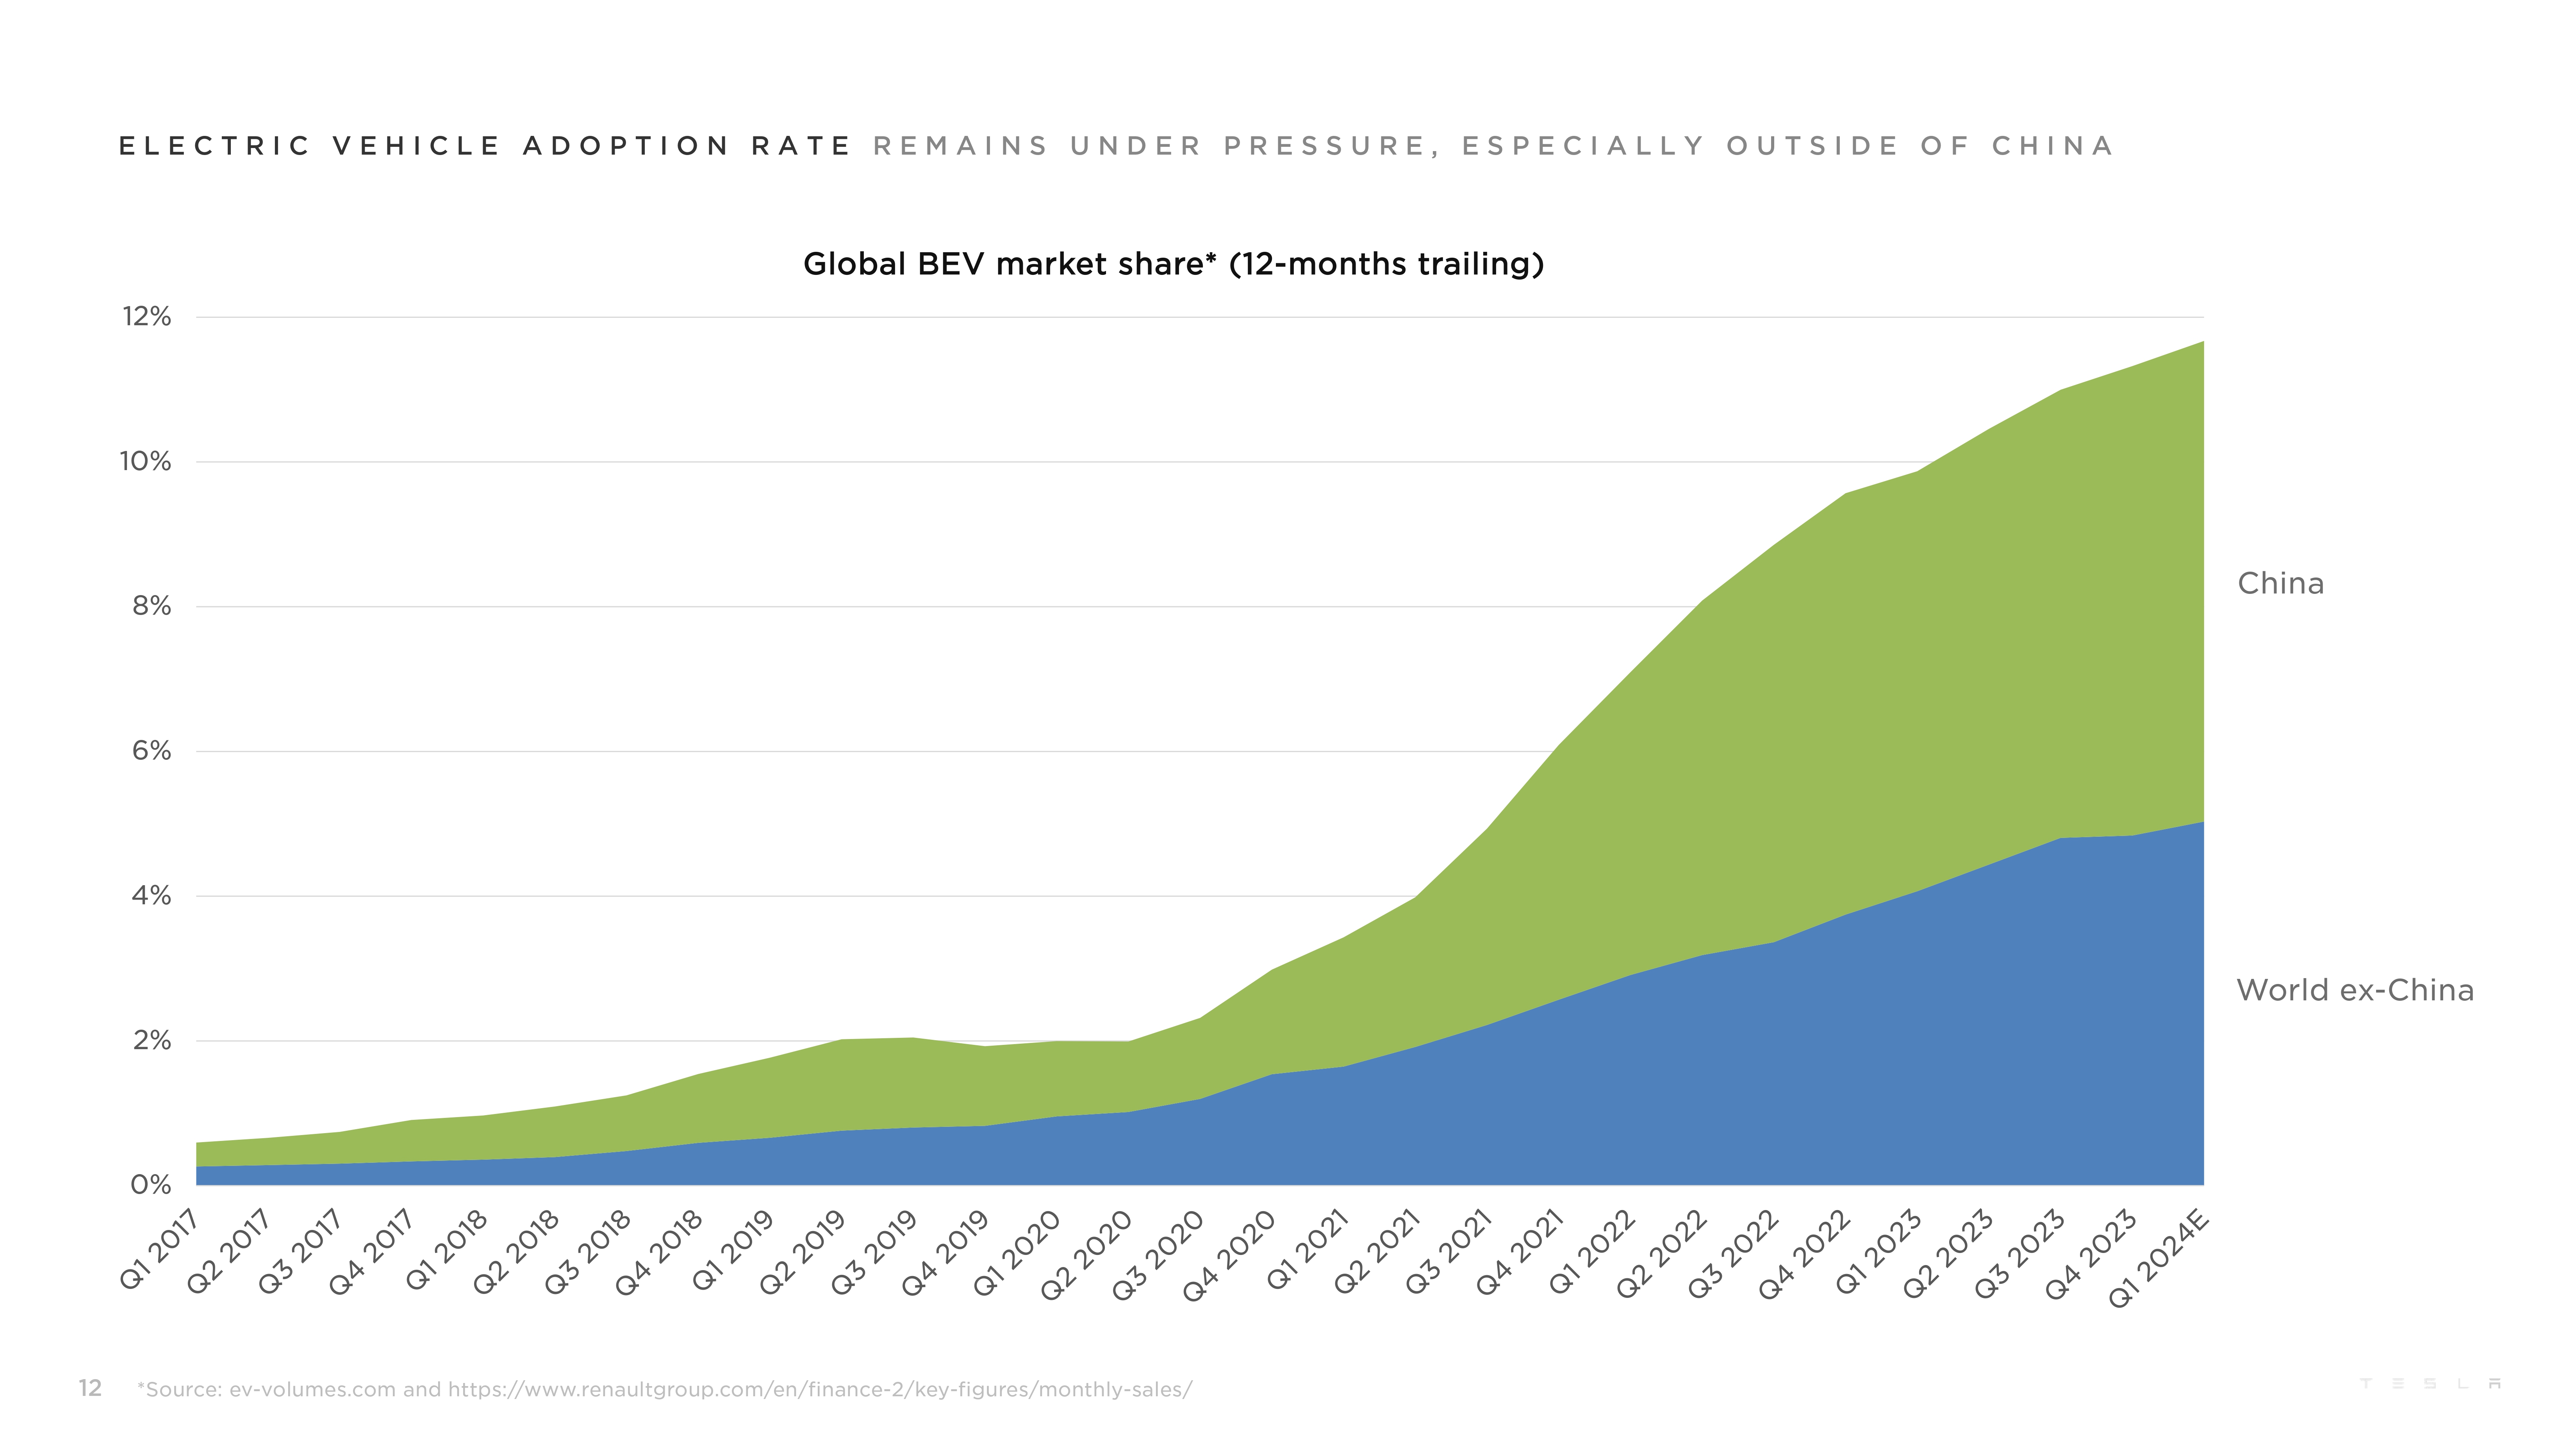 ELECTRIC VEHICLE ADOPTION RATE REMAINS UNDER PRESSURE, ESPECIALLY OUTSIDE OF CHINA
Global BEV market share* (12-months trailing)
12%
10%
8%
6%
4%
2%
0%
China
World ex-China
Q1 2017
Q2 2017
Q3 2017
Q4 2017
Q1 2018
Q2 2018
Q3 2018
Q4 2018
Q1 2019
Q2 2019
Q3 2019
Q4 2019
Q1 2020
Q2 2020
Q3 2020
Q4 2020
Q1 2021
Q2 2021
Q3 2021
Q4 2021
Q1 2022
Q2 2022
Q3 2022
Q4 2022
Q1 2023
Q2 2023
Q3 2023
Q4 2023
Q1 2024E
12
*Source: ev-volumes.com and https://www.renaultgroup.com/en/finance-2/key-figures/monthly-sales/
TESLA